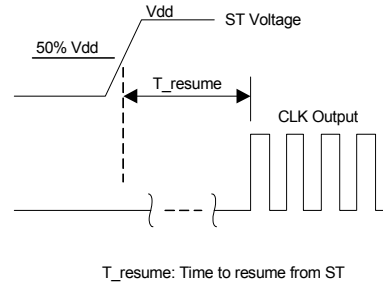 Vdd
ST Voltage
50% Vdd
T_resume
CLK Output
T_resume: Time to resume from ST